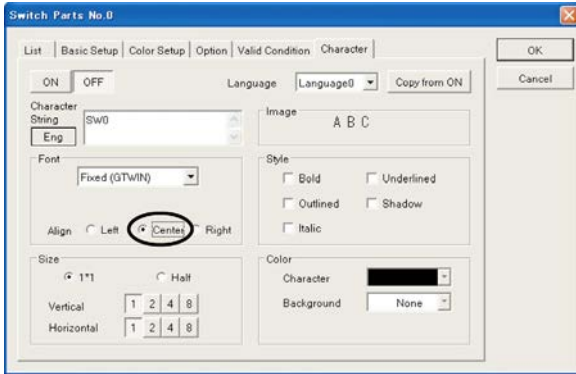 Switch Parts No.0
List Basic Setup Color Setup Option Valid Condition Character
OK
Cancel
ON OFF Language Language0 Copy from ON
Character
String
SW0
Eng
Image
A B C
Font
Fixed (GTWIN)
Align Left Center Right
Style
Bold Underlined
Outlined Shadow
Italic
Size
1*1 Half
Vertical 1 2 4 8
Horizontal 1 2 4 8
Color
Character
Background None